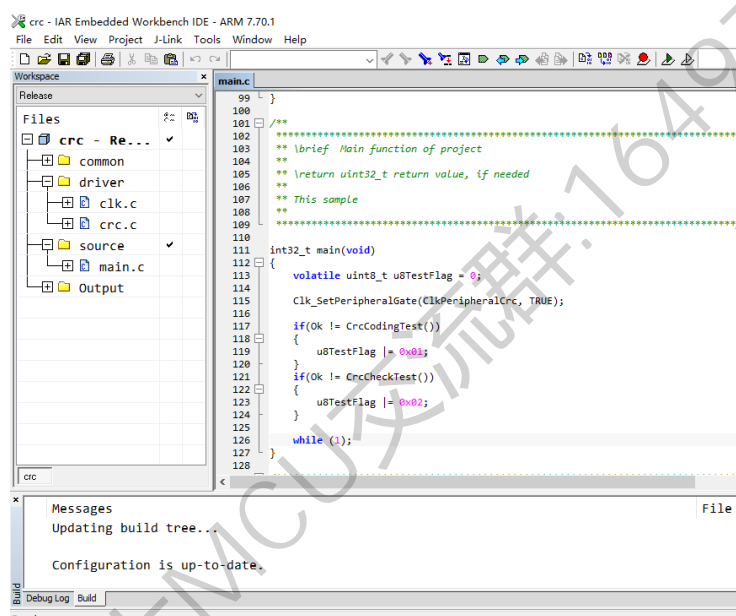 crc - IAR Embedded Workbench IDE - ARM 7.70.1
File Edit View Project J-Link Tools Window Help
Workspace
Release
Files
crc - Re...
common
driver
clk.c
crc.c
source
main.c
Output
crc
main.c
99 }
100
101 /**
102 **********************************************************************
103 ** \brief Main function of project
104 **
105 ** \return uint32_t return value, if needed
106 **
107 ** This sample
108 **
109 **********************************************************************
110
111 int32_t main(void)
112 {
113 volatile uint8_t u8TestFlag = 0;
114
115 Clk_SetPeripheralGate(ClkPeripheralCrc, TRUE);
116
117 if(Ok != CrcCodingTest())
118 {
119 u8TestFlag |= 0x01;
120 }
121 if(Ok != CrcCheckTest())
122 {
123 u8TestFlag |= 0x02;
124 }
125
126 while (1);
127 }
128
Messages
File
Updating build tree...
Configuration is up-to-date.
Build
Debug Log Build
MCU交流群:1649